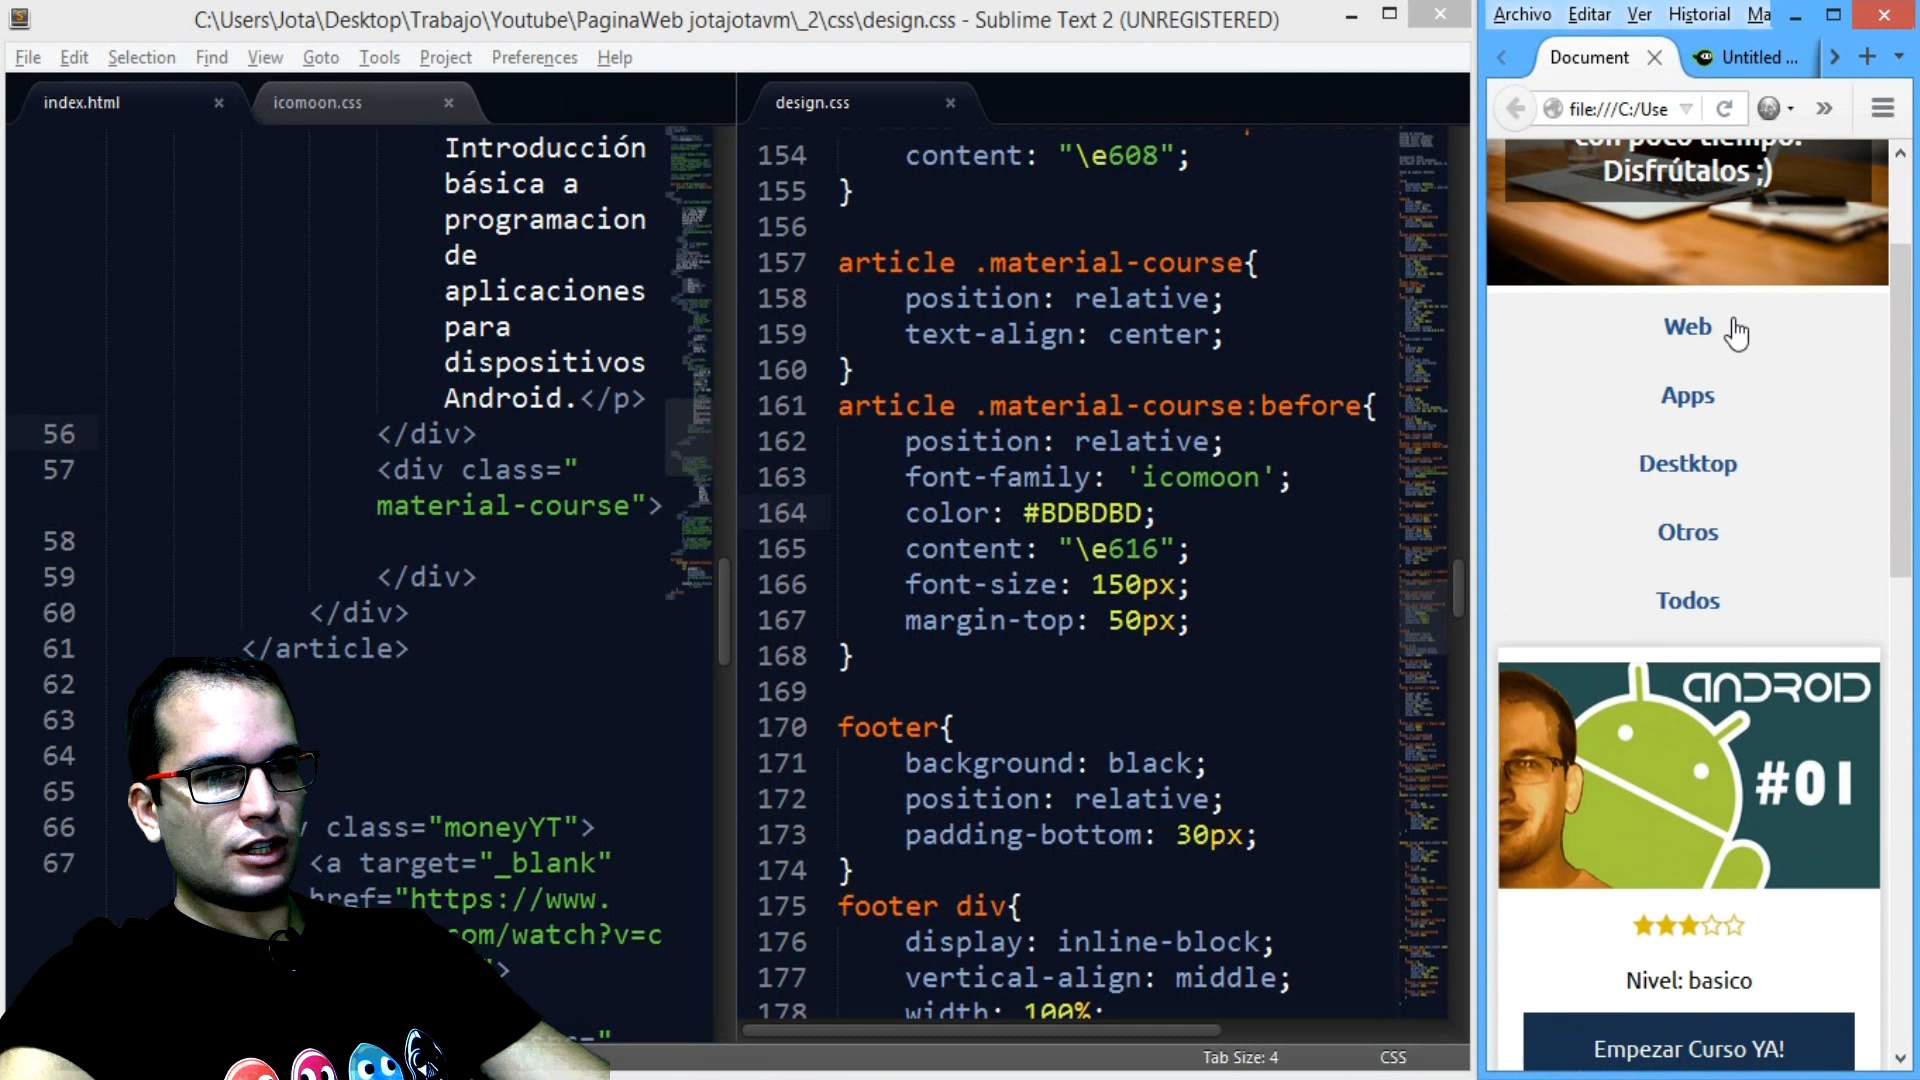 C:\Users\Jota\Desktop\Trabajo\Youtube\PaginaWeb jotajotavm\_2\css\design.css - Sublime Text 2 (UNREGISTERED)
File Edit Selection Find View Goto Tools Project Preferences Help
index.html
icomoon.css
Introducción
básica a
programacion
de
aplicaciones
para
dispositivos
Android.</p>
56 </div>
57 <div class="
material-course">
58
59 </div>
60 </div>
61 </article>
62
63
64
65
66 class="moneyYT">
67 <a target="_blank"
href="https://www.
com/watch?v=c
>
="
design.css
154 content: "\e608";
155 }
156
157 article .material-course{
158 position: relative;
159 text-align: center;
160 }
161 article .material-course:before{
162 position: relative;
163 font-family: 'icomoon';
164 color: #BDBDBD;
165 content: "\e616";
166 font-size: 150px;
167 margin-top: 50px;
168 }
169
170 footer{
171 background: black;
172 position: relative;
173 padding-bottom: 30px;
174 }
175 footer div{
176 display: inline-block;
177 vertical-align: middle;
178 width: 100%;
Tab Size: 4 CSS
Archivo Editar Ver Historial Ma
Document
Untitled ...
file:///C:/Use
con poco tiempo.
Disfrútalos ;)
Web
Apps
Destktop
Otros
Todos
ANDROID
#01
Nivel: basico
Empezar Curso YA!